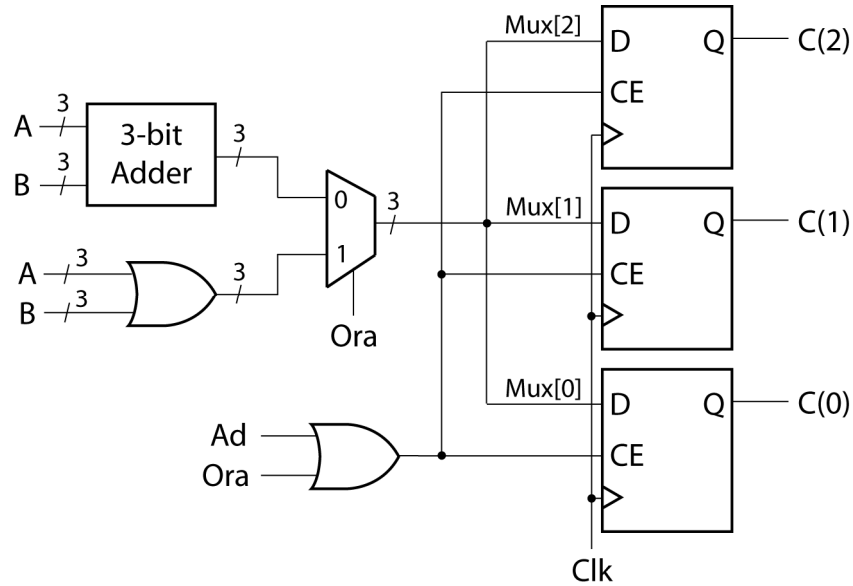 Mux[2]
D
Q
C(2)
CE
3
A
3
B
3-bit
Adder
3
0
1
3
Ora
Mux[1]
D
Q
C(1)
CE
A
3
B
3
3
Mux[0]
D
Q
C(0)
CE
Ad
Ora
Clk